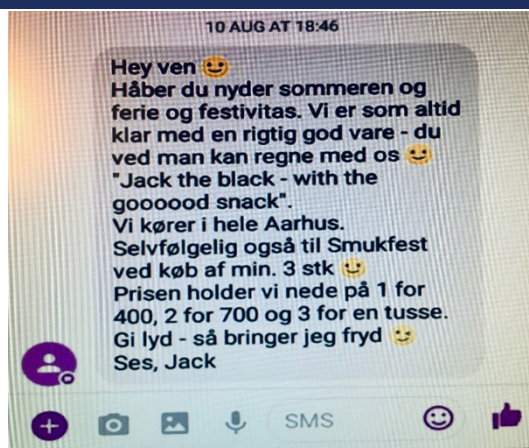 10 AUG AT 18:46
Hey ven 🙂
Håber du nyder sommeren og
ferie og festivitas. Vi er som altid
klar med en rigtig god vare - du
ved man kan regne med os 🙂
"Jack the black - with the
goooood snack".
Vi kører i hele Aarhus.
Selvfølgelig også til Smukfest
ved køb af min. 3 stk 🙂
Prisen holder vi nede på 1 for
400, 2 for 700 og 3 for en tusse.
Gi lyd - så bringer jeg fryd 😉
Ses, Jack
SMS